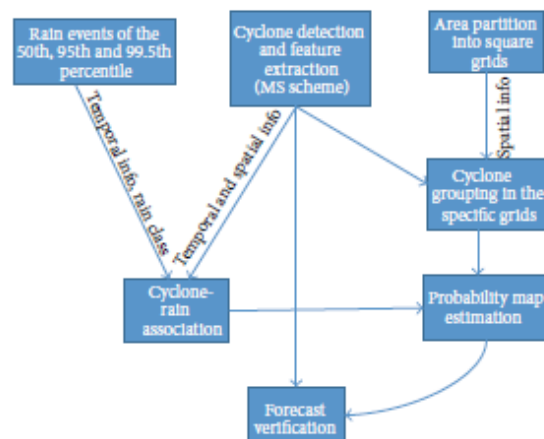 Rain events of the
50th, 95th and 99.5th
percentile
Cyclone detection
and feature
extraction
(MS scheme)
Area partition
into square
grids
Temporal info, rain class
Temporal and spatial info
Spatial info
Cyclone
grouping in the
specific grids
Cyclone-
rain
association
Probability map
estimation
Forecast
verification